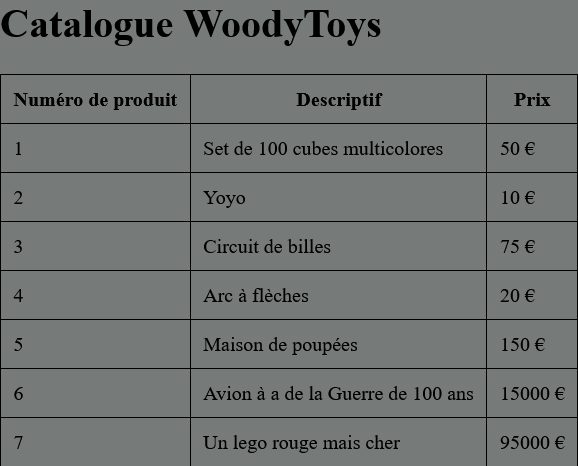 Catalogue WoodyToys
Numéro de produit Descriptif Prix
1 Set de 100 cubes multicolores 50 €
2 Yoyo 10 €
3 Circuit de billes 75 €
4 Arc à flèches 20 €
5 Maison de poupées 150 €
6 Avion à a de la Guerre de 100 ans 15000 €
7 Un lego rouge mais cher 95000 €